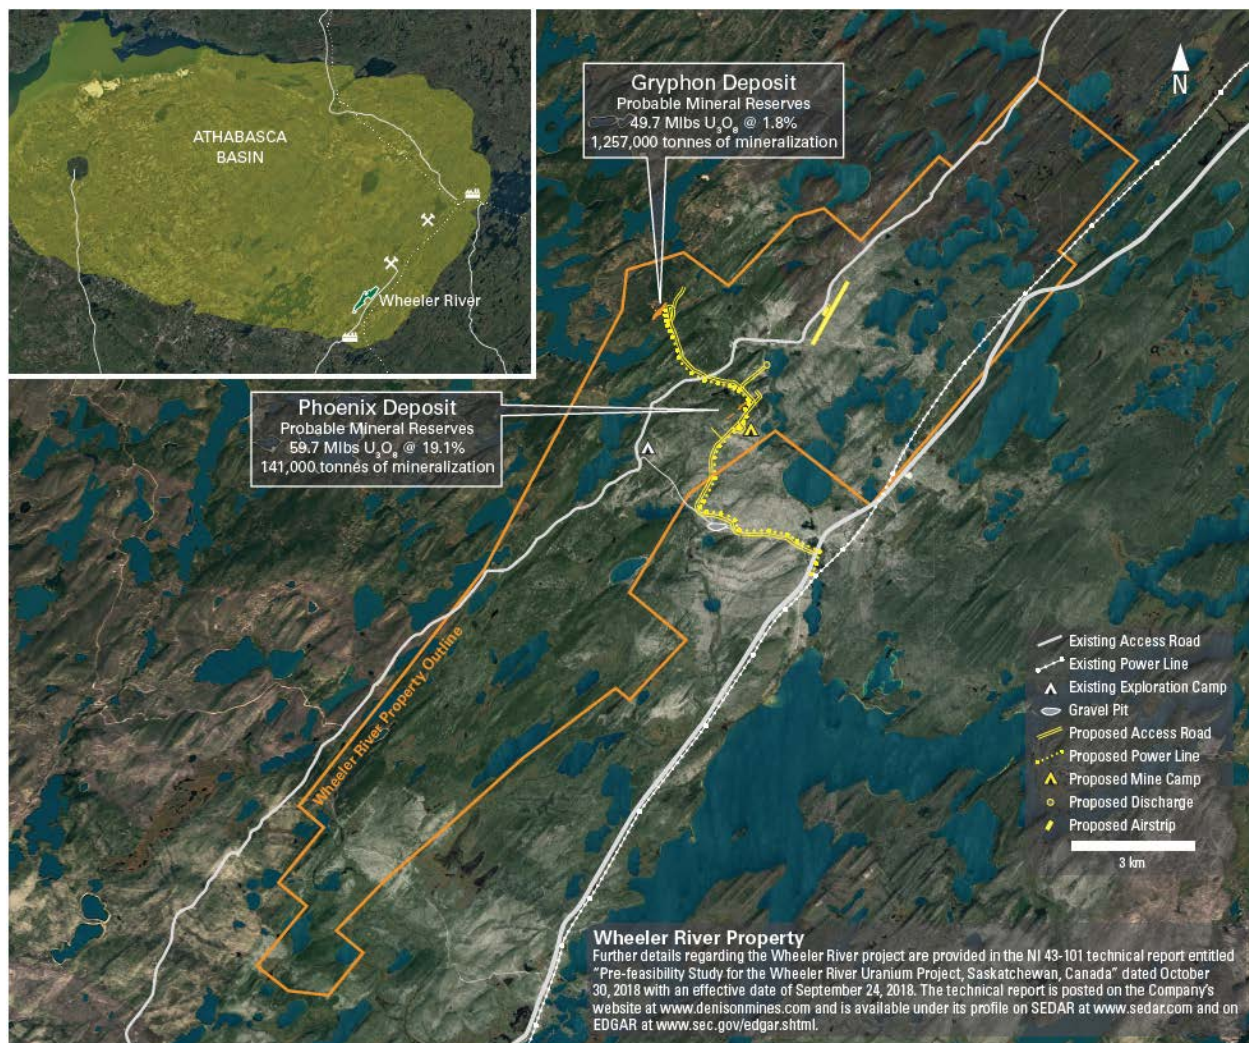 ATHABASCA
BASIN
Wheeler River
N
Gryphon Deposit
Probable Mineral Reserves
49.7 Mlbs U₃O₈ @ 1.8%
1,257,000 tonnes of mineralization
Phoenix Deposit
Probable Mineral Reserves
59.7 Mlbs U₃O₈ @ 19.1%
141,000 tonnes of mineralization
Wheeler River Property Outline
Existing Access Road
Existing Power Line
Existing Exploration Camp
Gravel Pit
Proposed Access Road
Proposed Power Line
Proposed Mine Camp
Proposed Discharge
Proposed Airstrip
3 km
Wheeler River Property
Further details regarding the Wheeler River project are provided in the NI 43-101 technical report entitled
"Pre-feasibility Study for the Wheeler River Uranium Project, Saskatchewan, Canada" dated October
30, 2018 with an effective date of September 24, 2018. The technical report is posted on the Company's
website at www.denisonmines.com and is available under its profile on SEDAR at www.sedar.com and on
EDGAR at www.sec.gov/edgar.shtml.